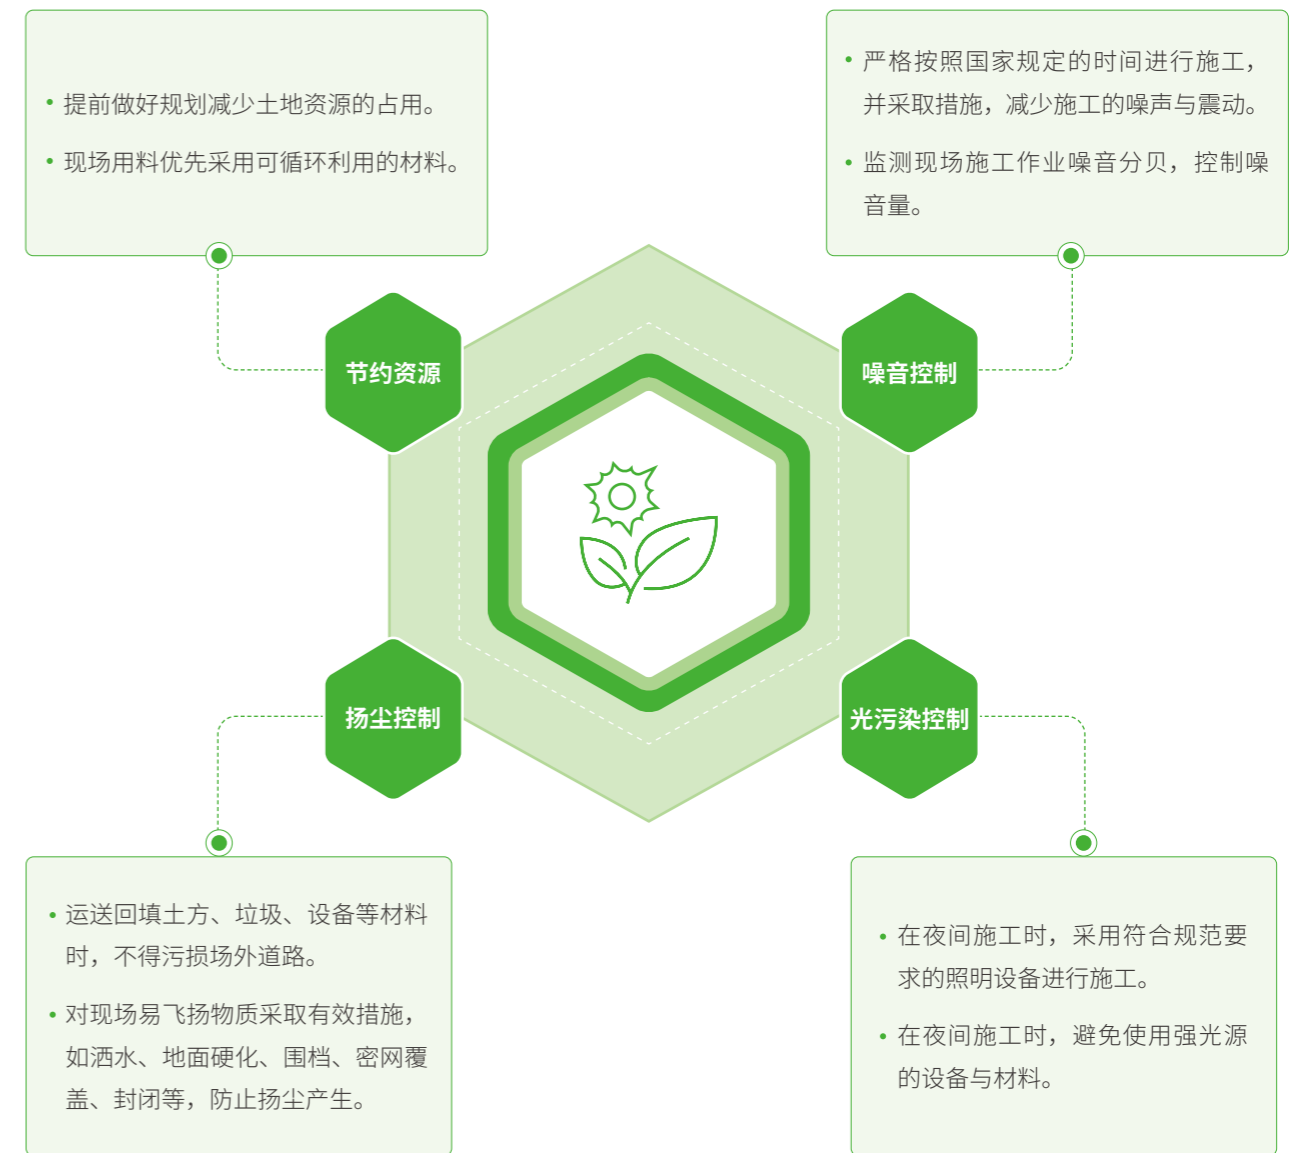 提前做好规划减少土地资源的占用。
现场用料优先采用可循环利用的材料。
严格按照国家规定的时间进行施工，
并采取措施，减少施工的噪声与震动。
监测现场施工作业噪音分贝，控制噪
音量。
节约资源
噪音控制
扬尘控制
光污染控制
运送回填土方、垃圾、设备等材料
时，不得污损场外道路。
对现场易飞扬物质采取有效措施，
如洒水、地面硬化、围档、密网覆
盖、封闭等，防止扬尘产生。
在夜间施工时，采用符合规范要
求的照明设备进行施工。
在夜间施工时，避免使用强光源
的设备与材料。